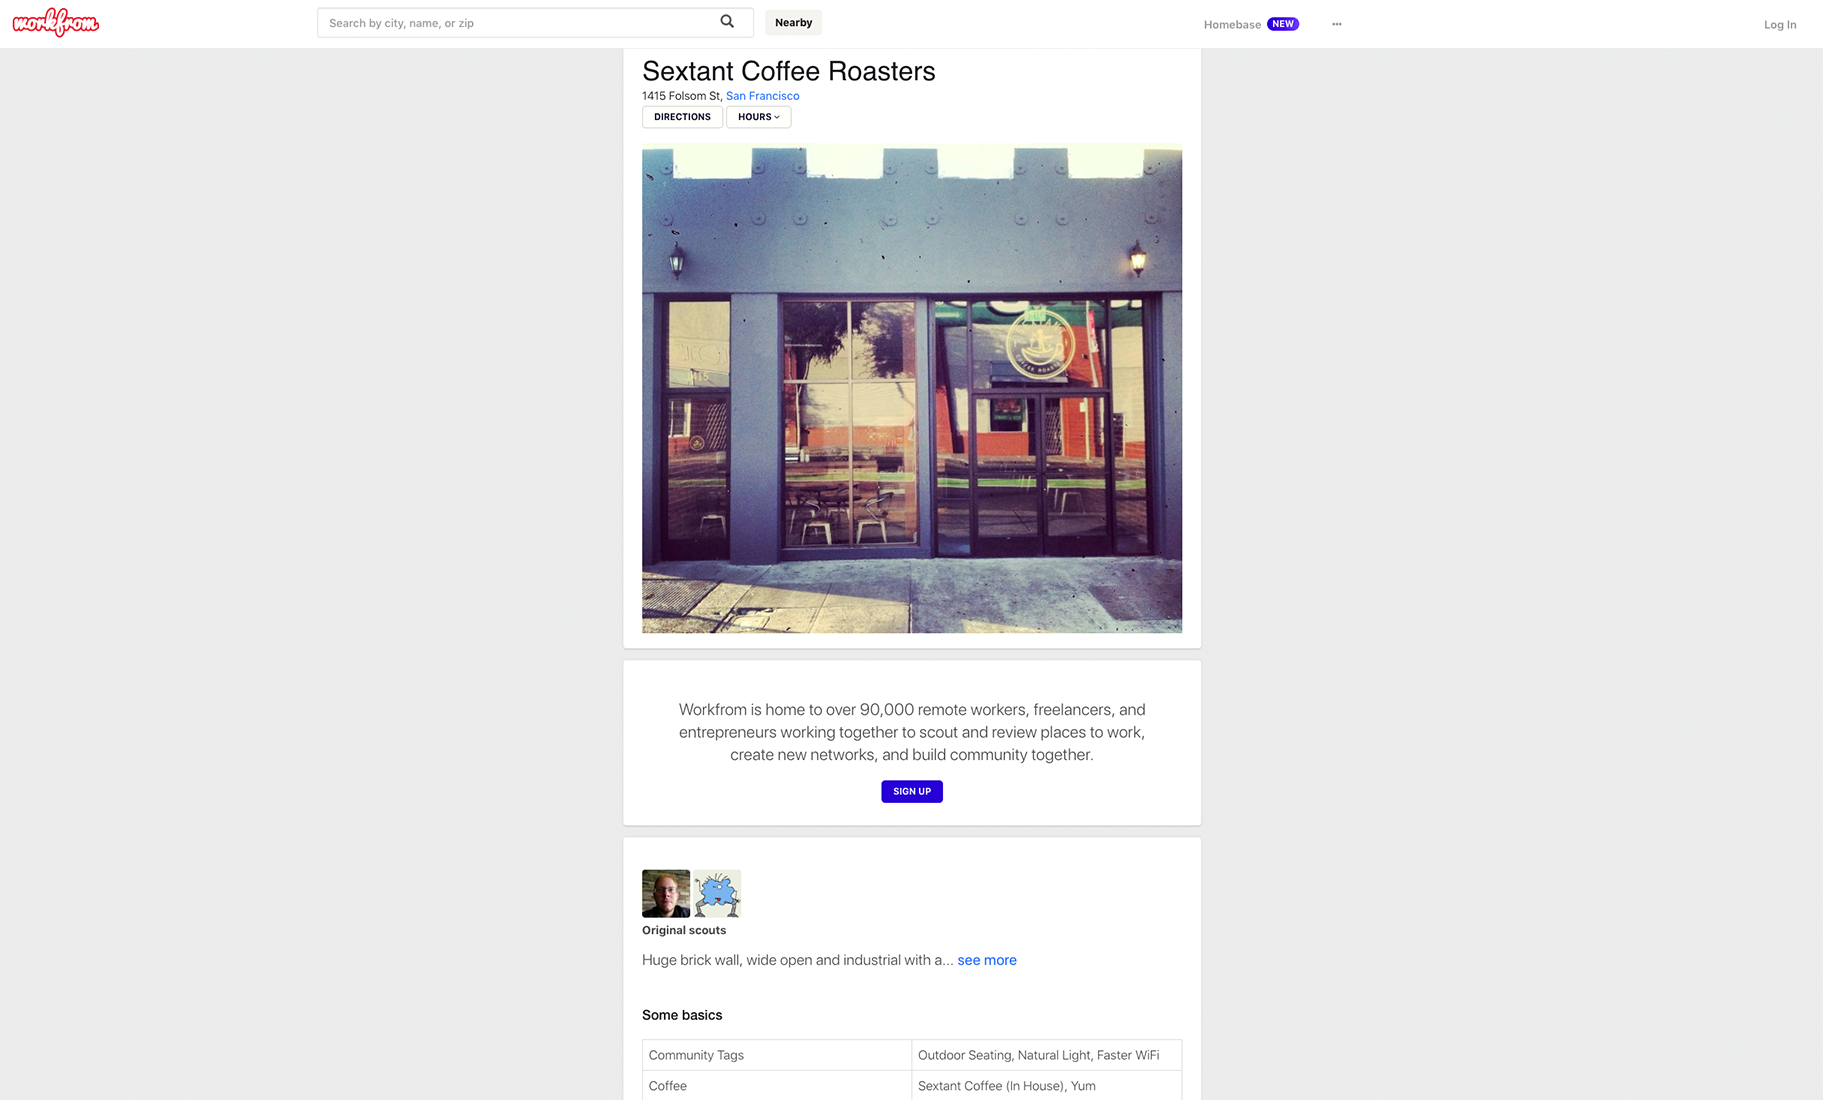 workfrom
Search by city, name, or zip
Nearby
Homebase NEW
Log In
Sextant Coffee Roasters
1415 Folsom St, San Francisco
DIRECTIONS
HOURS
1415
Workfrom is home to over 90,000 remote workers, freelancers, and
entrepreneurs working together to scout and review places to work,
create new networks, and build community together.
SIGN UP
Original scouts
Huge brick wall, wide open and industrial with a... see more
Some basics
Community Tags
Outdoor Seating, Natural Light, Faster WiFi
Coffee
Sextant Coffee (In House), Yum